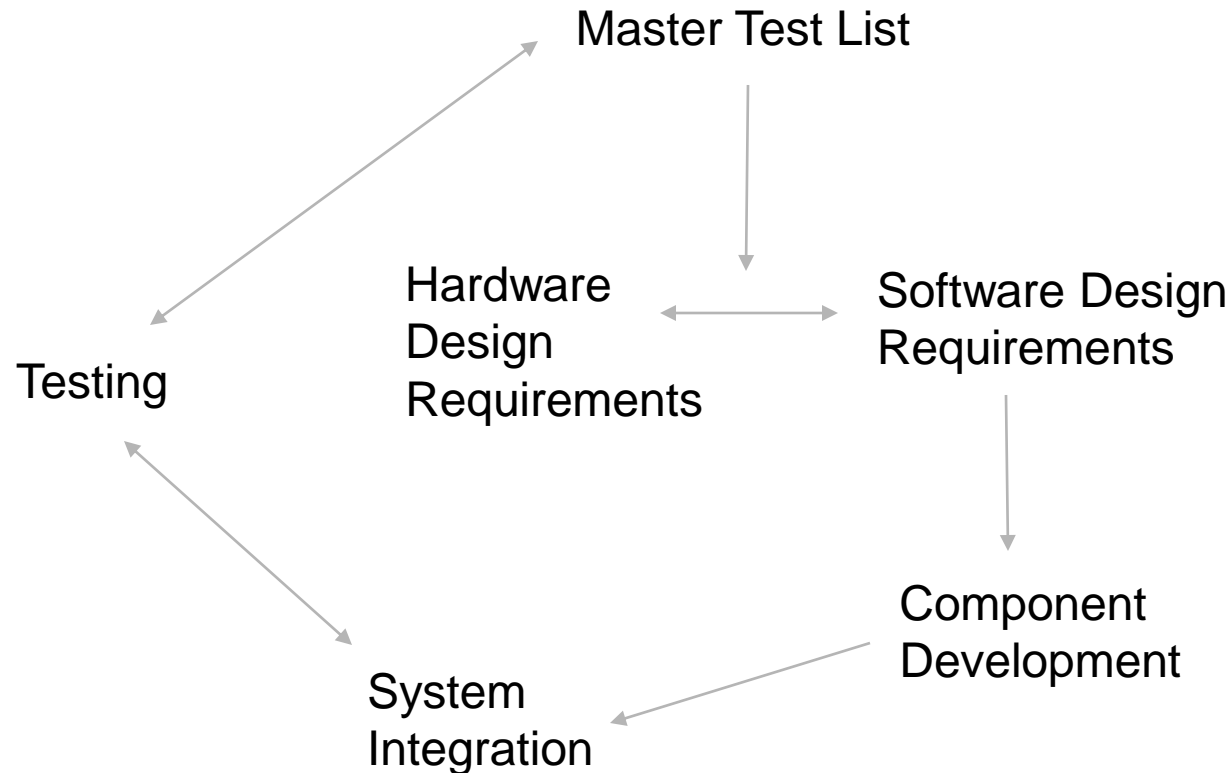 Master Test List
Hardware
Design
Requirements
Software Design
Requirements
Testing
Component
Development
System
Integration